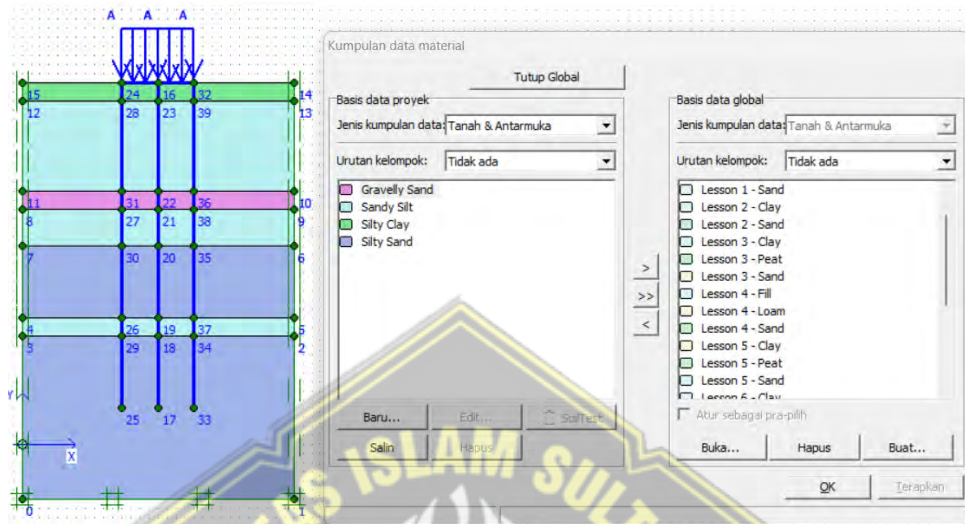 A A A
15 24 16 32 14
12 28 23 39 13
11 31 22 36 10
8 27 21 38 9
7 30 20 35 6
4 26 19 37 5
3 29 18 34 2
Y
25 17 33
X
0 1
Kumpulan data material
Tutup Global
Basis data proyek
Jenis kumpulan data: Tanah & Antarmuka
Urutan kelompok: Tidak ada
Gravelly Sand
Sandy Silt
Silty Clay
Silty Sand
Baru... Edit... SoilTest
Salin Hapus
>
>>
<
Basis data global
Jenis kumpulan data: Tanah & Antarmuka
Urutan kelompok: Tidak ada
Lesson 1 - Sand
Lesson 2 - Clay
Lesson 2 - Sand
Lesson 3 - Clay
Lesson 3 - Peat
Lesson 3 - Sand
Lesson 4 - Fill
Lesson 4 - Loam
Lesson 4 - Sand
Lesson 5 - Clay
Lesson 5 - Peat
Lesson 5 - Sand
Lesson 6 - Clay
Atur sebagai pra-pilih
Buka... Hapus Buat...
OK Terapkan
ISLAM SUL